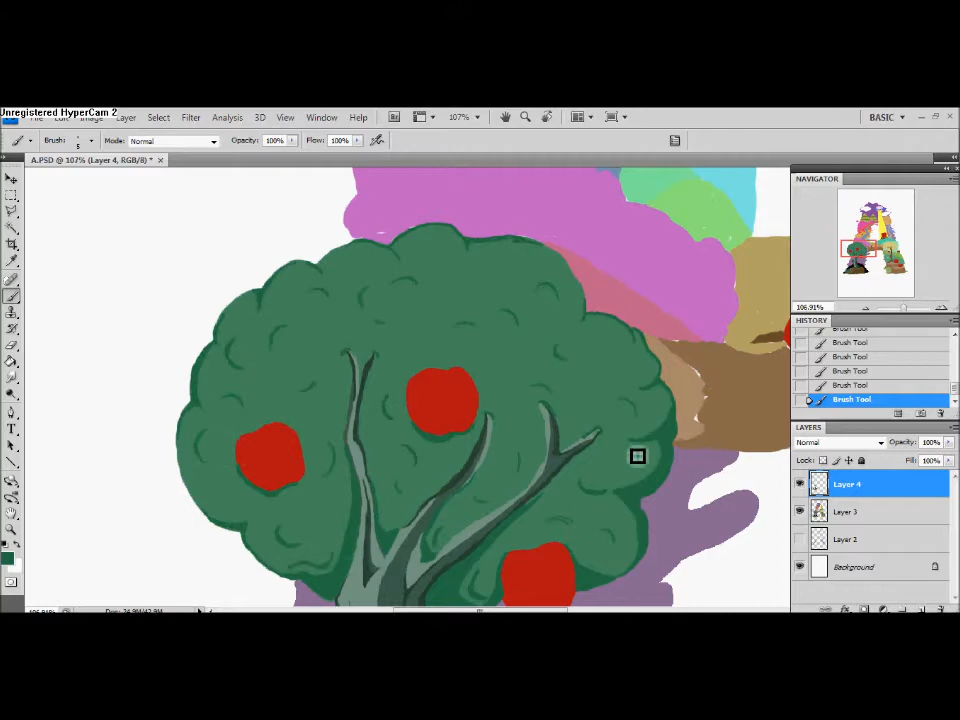 Unregistered HyperCam 2
Layer Select Filter Analysis 3D View Window Help 107% BASIC
Brush: 5 Mode: Normal Opacity: 100% Flow: 100%
A.PSD @ 107% (Layer 4, RGB/8) *
NAVIGATOR
106.91%
HISTORY
Brush Tool
Brush Tool
Brush Tool
Brush Tool
Brush Tool
Brush Tool
LAYERS
Normal Opacity: 100%
Lock: Fill: 100%
Layer 4
Layer 3
Layer 2
Background